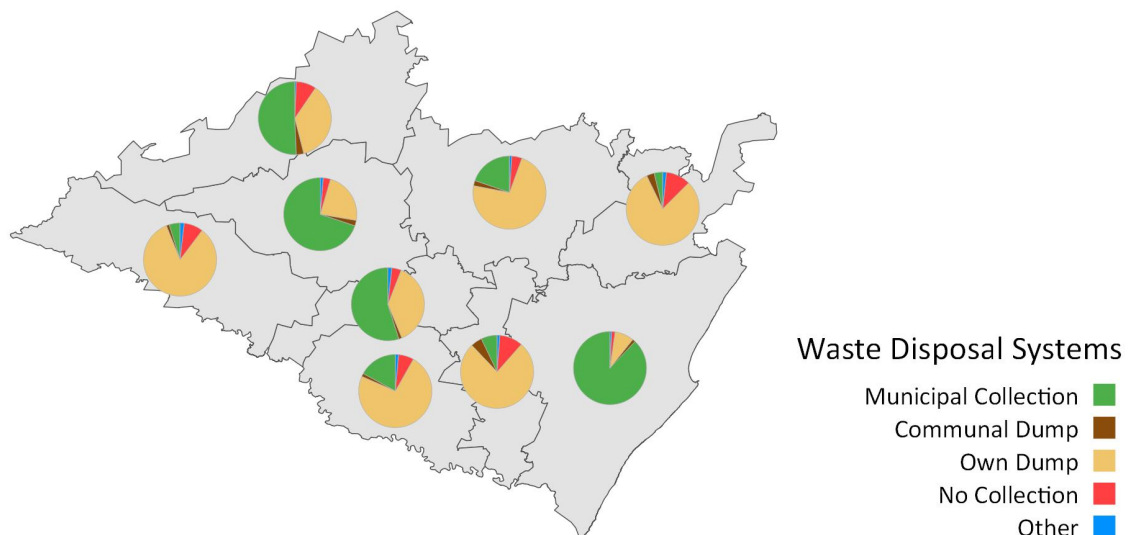 Waste Disposal Systems
Municipal Collection
Communal Dump
Own Dump
No Collection
Other